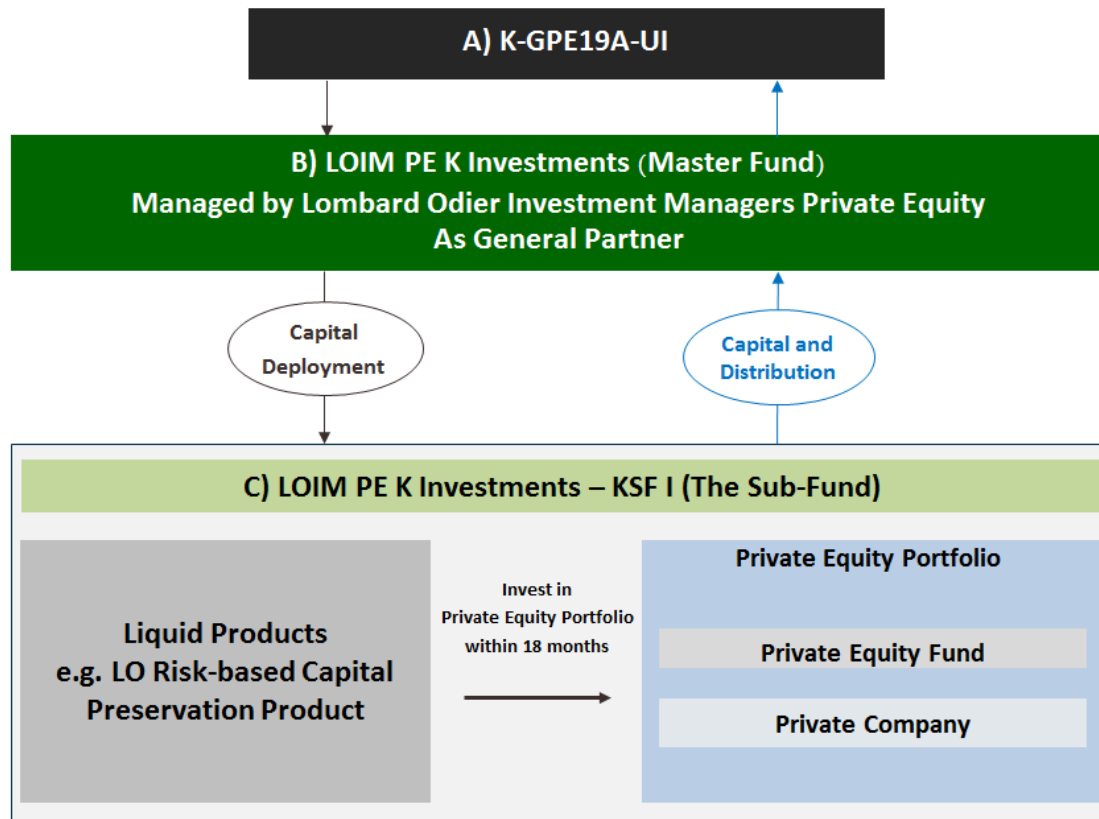 A) K-GPE19A-UI
B) LOIM PE K Investments (Master Fund)
Managed by Lombard Odier Investment Managers Private Equity
As General Partner
Capital
Deployment
Capital and
Distribution
C) LOIM PE K Investments – KSF I (The Sub-Fund)
Liquid Products
e.g. LO Risk-based Capital
Preservation Product
Invest in
Private Equity Portfolio
within 18 months
Private Equity Portfolio
Private Equity Fund
Private Company